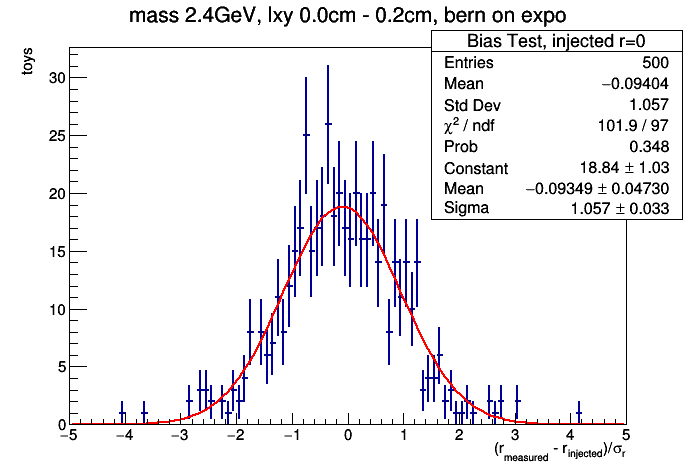 mass 2.4GeV, lxy 0.0cm - 0.2cm, bern on expo
Bias Test, injected r=0
Entries 500
Mean −0.09404
Std Dev 1.057
χ² / ndf 101.9 / 97
Prob 0.348
Constant 18.84 ± 1.03
Mean −0.09349 ± 0.04730
Sigma 1.057 ± 0.033
toys
30
25
20
15
10
5
0
−5 −4 −3 −2 −1 0 1 2 3 4 5
(r_measured - r_injected)/σ_r